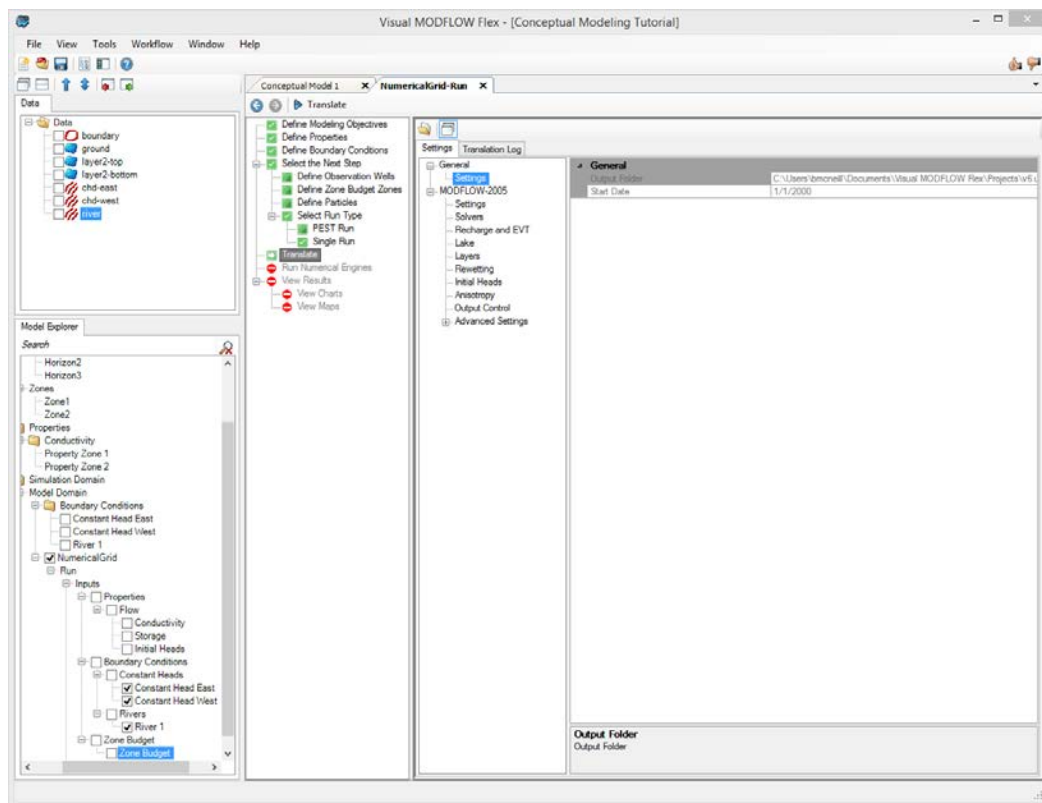 Visual MODFLOW Flex - [Conceptual Modeling Tutorial]
File View Tools Workflow Window Help
Conceptual Model 1 NumericalGrid-Run
Data
Translate
Data
boundary
ground
layer2-top
layer2-bottom
chd-east
chd-west
river
Model Explorer
Search
Horizon2
Horizon3
Zones
Zone1
Zone2
Properties
Conductivity
Property Zone 1
Property Zone 2
Simulation Domain
Model Domain
Boundary Conditions
Constant Head East
Constant Head West
River 1
NumericalGrid
Run
Inputs
Properties
Flow
Conductivity
Storage
Initial Heads
Boundary Conditions
Constant Heads
Constant Head East
Constant Head West
Rivers
River 1
Zone Budget
Zone Budget
Define Modeling Objectives
Define Properties
Define Boundary Conditions
Select the Next Step
Define Observation Wells
Define Zone Budget Zones
Define Particles
Select Run Type
PEST Run
Single Run
Translate
Run Numerical Engines
View Results
View Charts
View Maps
Settings Translation Log
General
Settings
MODFLOW-2005
Settings
Solvers
Recharge and EVT
Lake
Layers
Rewetting
Initial Heads
Anisotropy
Output Control
Advanced Settings
General
Output Folder C:\Users\bmcneill\Documents\Visual MODFLOW Flex\Projects\v6
Start Date 1/1/2000
Output Folder
Output Folder